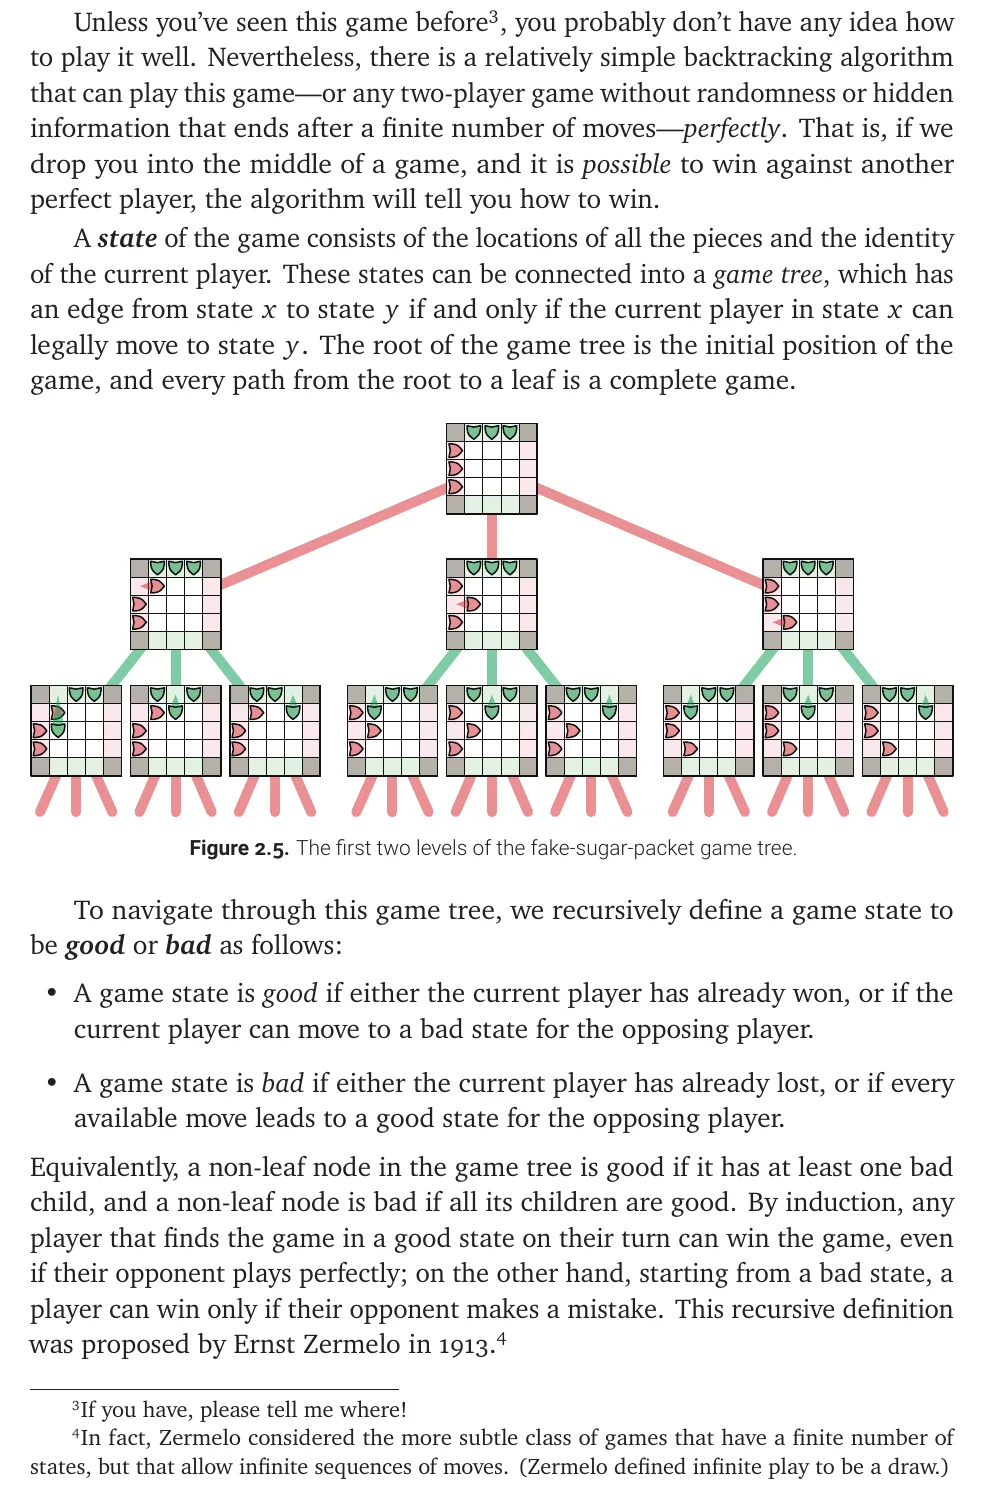 Unless you’ve seen this game before³, you probably don’t have any idea how
to play it well. Nevertheless, there is a relatively simple backtracking algorithm
that can play this game—or any two-player game without randomness or hidden
information that ends after a finite number of moves—perfectly. That is, if we
drop you into the middle of a game, and it is possible to win against another
perfect player, the algorithm will tell you how to win.
A state of the game consists of the locations of all the pieces and the identity
of the current player. These states can be connected into a game tree, which has
an edge from state x to state y if and only if the current player in state x can
legally move to state y. The root of the game tree is the initial position of the
game, and every path from the root to a leaf is a complete game.
Figure 2.5. The first two levels of the fake-sugar-packet game tree.
To navigate through this game tree, we recursively define a game state to
be good or bad as follows:
• A game state is good if either the current player has already won, or if the
current player can move to a bad state for the opposing player.
• A game state is bad if either the current player has already lost, or if every
available move leads to a good state for the opposing player.
Equivalently, a non-leaf node in the game tree is good if it has at least one bad
child, and a non-leaf node is bad if all its children are good. By induction, any
player that finds the game in a good state on their turn can win the game, even
if their opponent plays perfectly; on the other hand, starting from a bad state, a
player can win only if their opponent makes a mistake. This recursive definition
was proposed by Ernst Zermelo in 1913.⁴
³If you have, please tell me where!
⁴In fact, Zermelo considered the more subtle class of games that have a finite number of
states, but that allow infinite sequences of moves. (Zermelo defined infinite play to be a draw.)